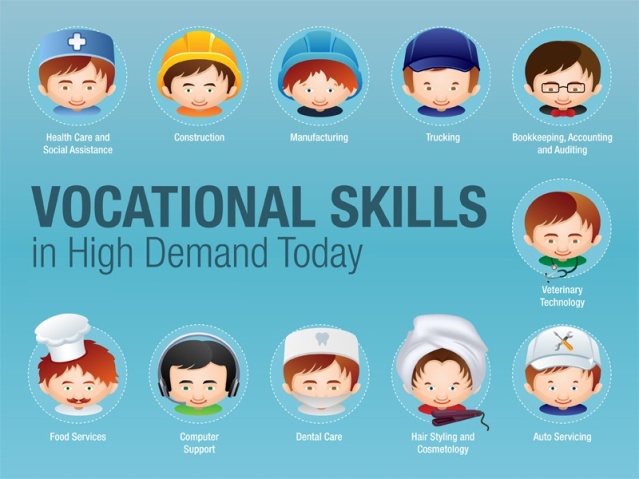 Health Care and
Social Assistance
Construction
Manufacturing
Trucking
Bookkeeping, Accounting
and Auditing
VOCATIONAL SKILLS
in High Demand Today
Veterinary
Technology
Food Services
Computer
Support
Dental Care
Hair Styling and
Cosmetology
Auto Servicing